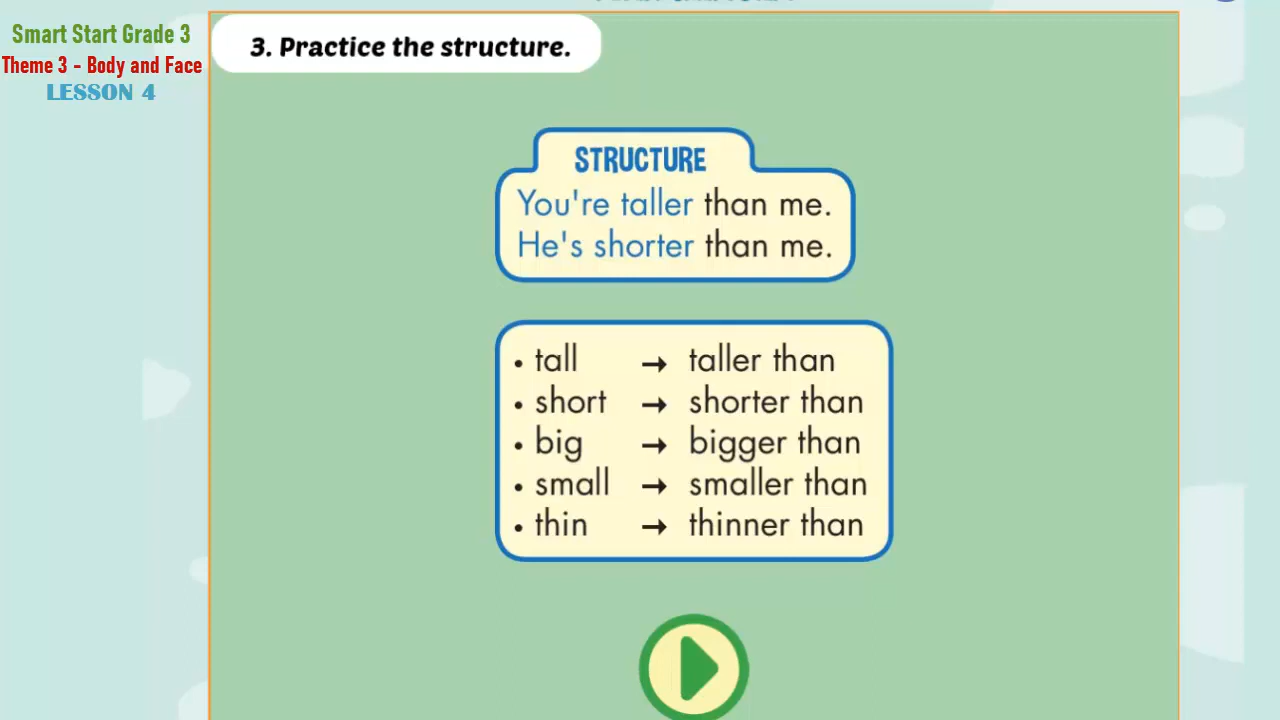 Smart Start Grade 3
Theme 3 - Body and Face
LESSON 4
3. Practice the structure.
STRUCTURE
You're taller than me.
He's shorter than me.
• tall → taller than
• short → shorter than
• big → bigger than
• small → smaller than
• thin → thinner than